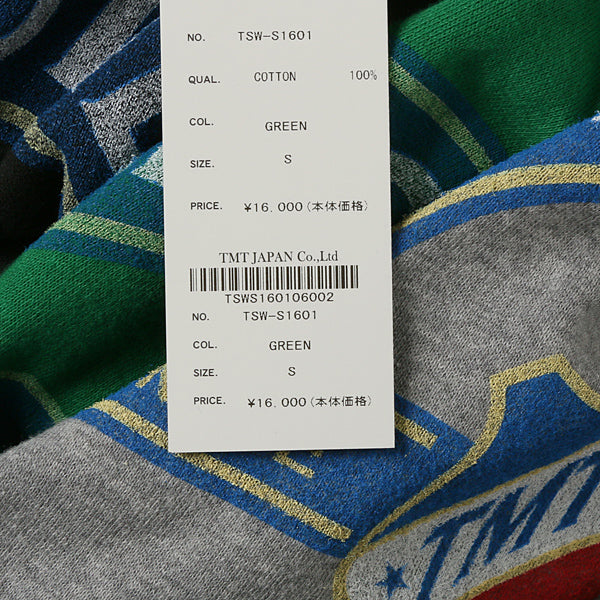 NO. TSW-S1601
QUAL. COTTON 100%
COL. GREEN
SIZE. S
PRICE. ¥16.000(本体価格)
TMT JAPAN Co.,Ltd
TSWS160106002
NO. TSW-S1601
COL. GREEN
SIZE. S
PRICE. ¥16.000(本体価格)
TMT